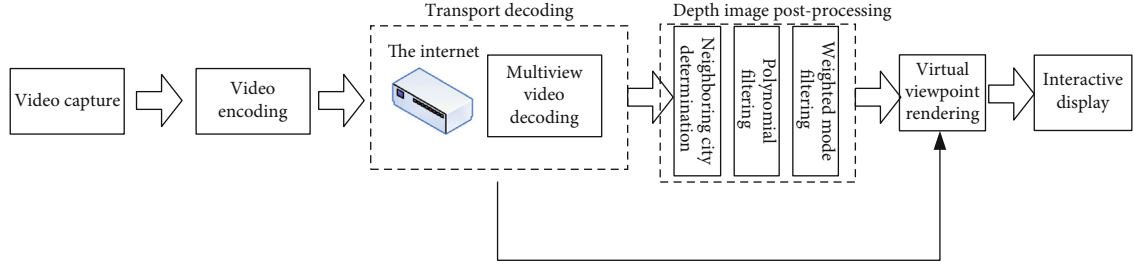 Transport decoding
Depth image post-processing
Video capture
Video
encoding
The internet
Multiview
video
decoding
Neighboring city
determination
Polynomial
filtering
Weighted mode
filtering
Virtual
viewpoint
rendering
Interactive
display